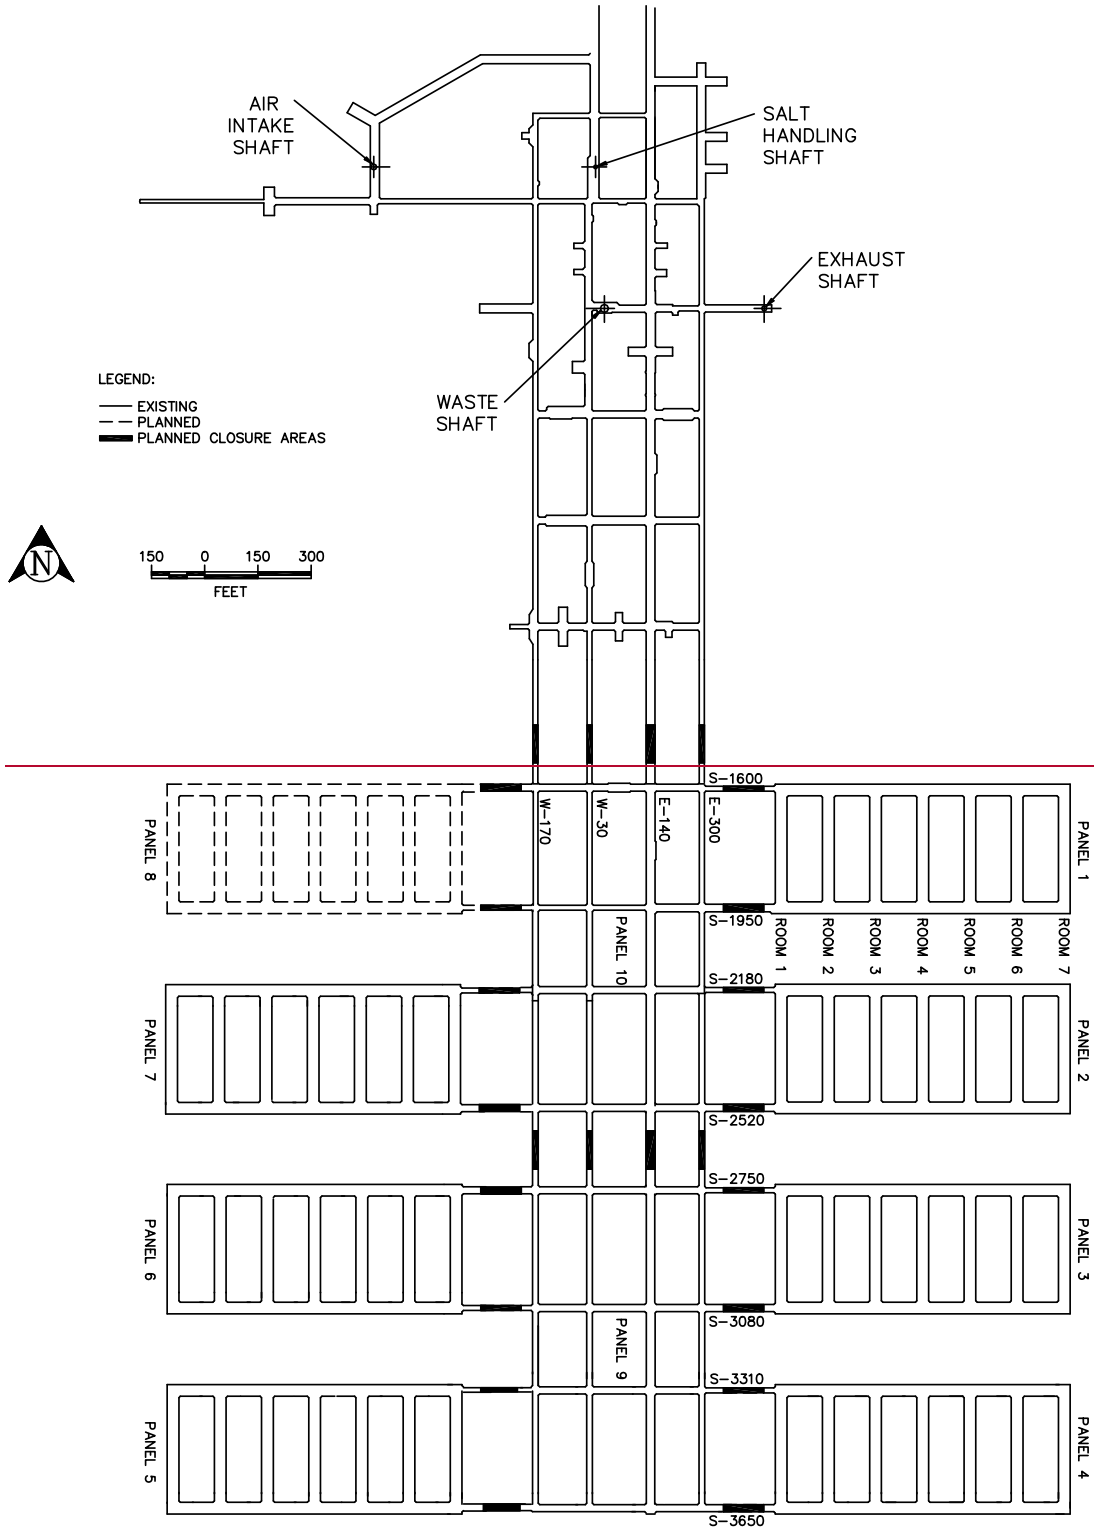 AIR
INTAKE
SHAFT
SALT
HANDLING
SHAFT
EXHAUST
SHAFT
WASTE
SHAFT
LEGEND:
EXISTING
PLANNED
PLANNED CLOSURE AREAS
N
150 0 150 300
FEET
S-1600
W-170
W-30
E-140
E-300
PANEL 8
PANEL 1
S-1950
PANEL 10
ROOM 1
ROOM 2
ROOM 3
ROOM 4
ROOM 5
ROOM 6
ROOM 7
S-2180
PANEL 7
PANEL 2
S-2520
S-2750
PANEL 6
PANEL 3
S-3080
PANEL 9
S-3310
PANEL 5
PANEL 4
S-3650